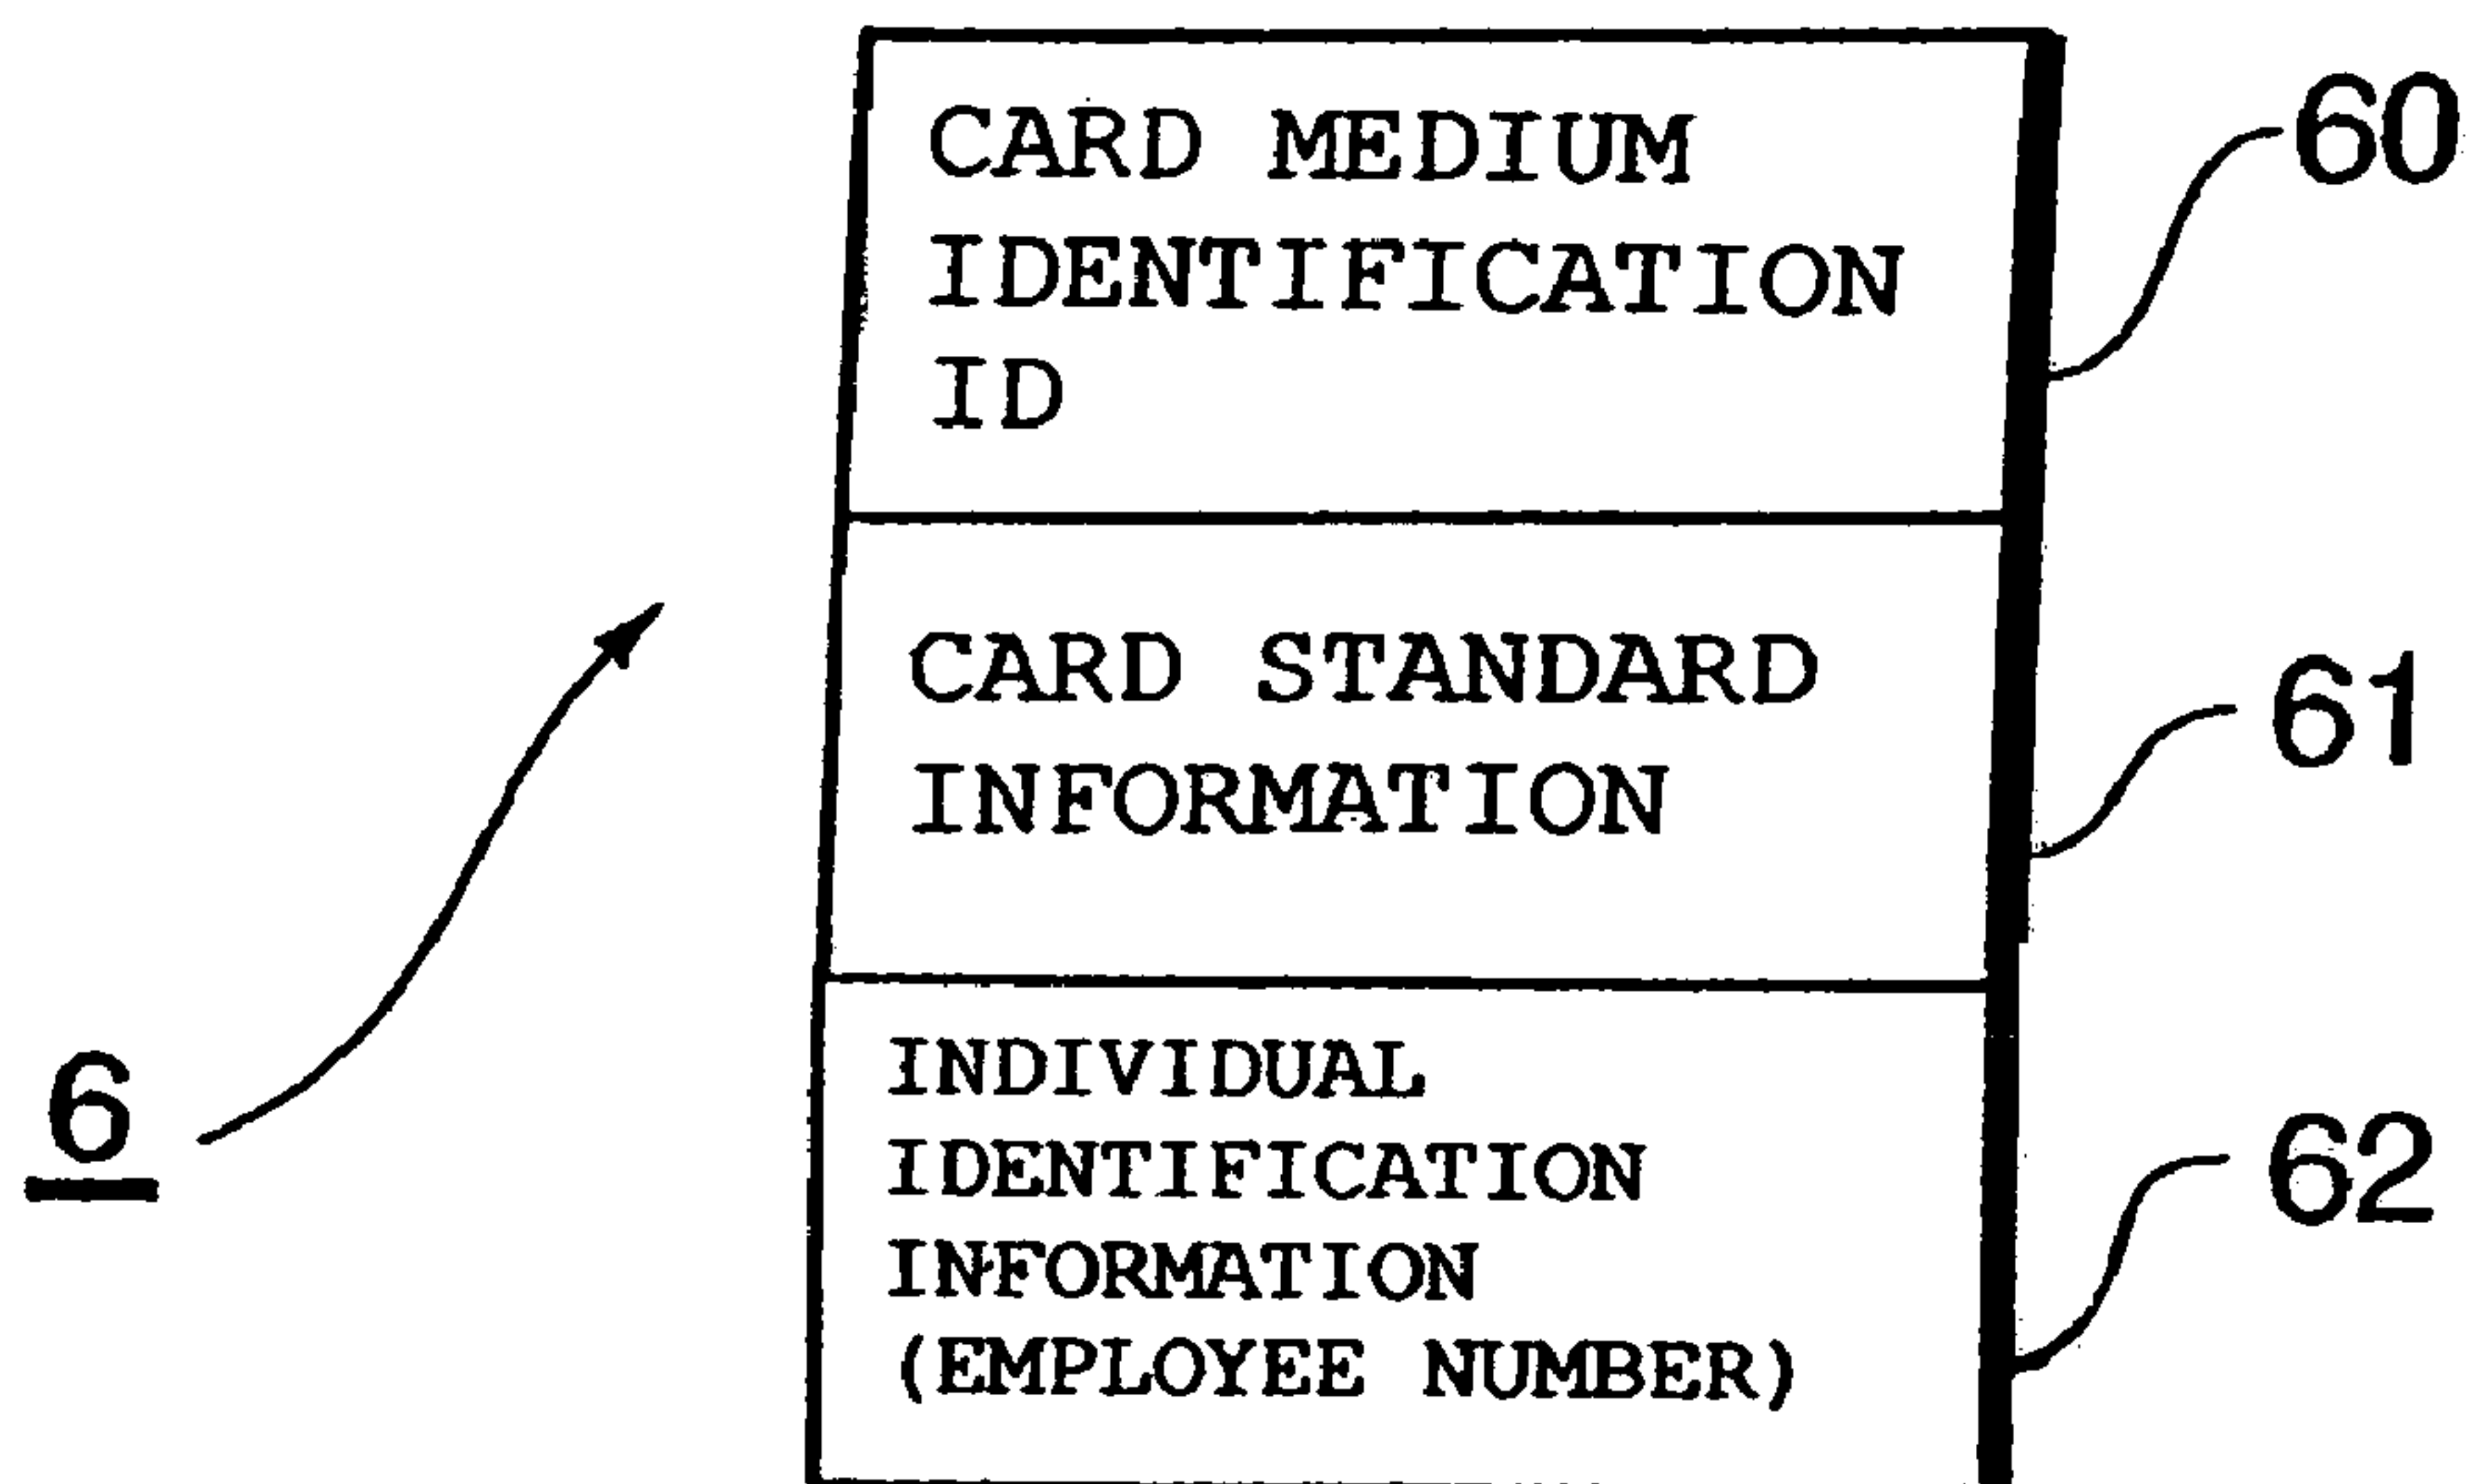 CARD MEDIUM
IDENTIFICATION
ID
60
CARD STANDARD
INFORMATION
61
6
INDIVIDUAL
IDENTIFICATION
INFORMATION
(EMPLOYEE NUMBER)
62